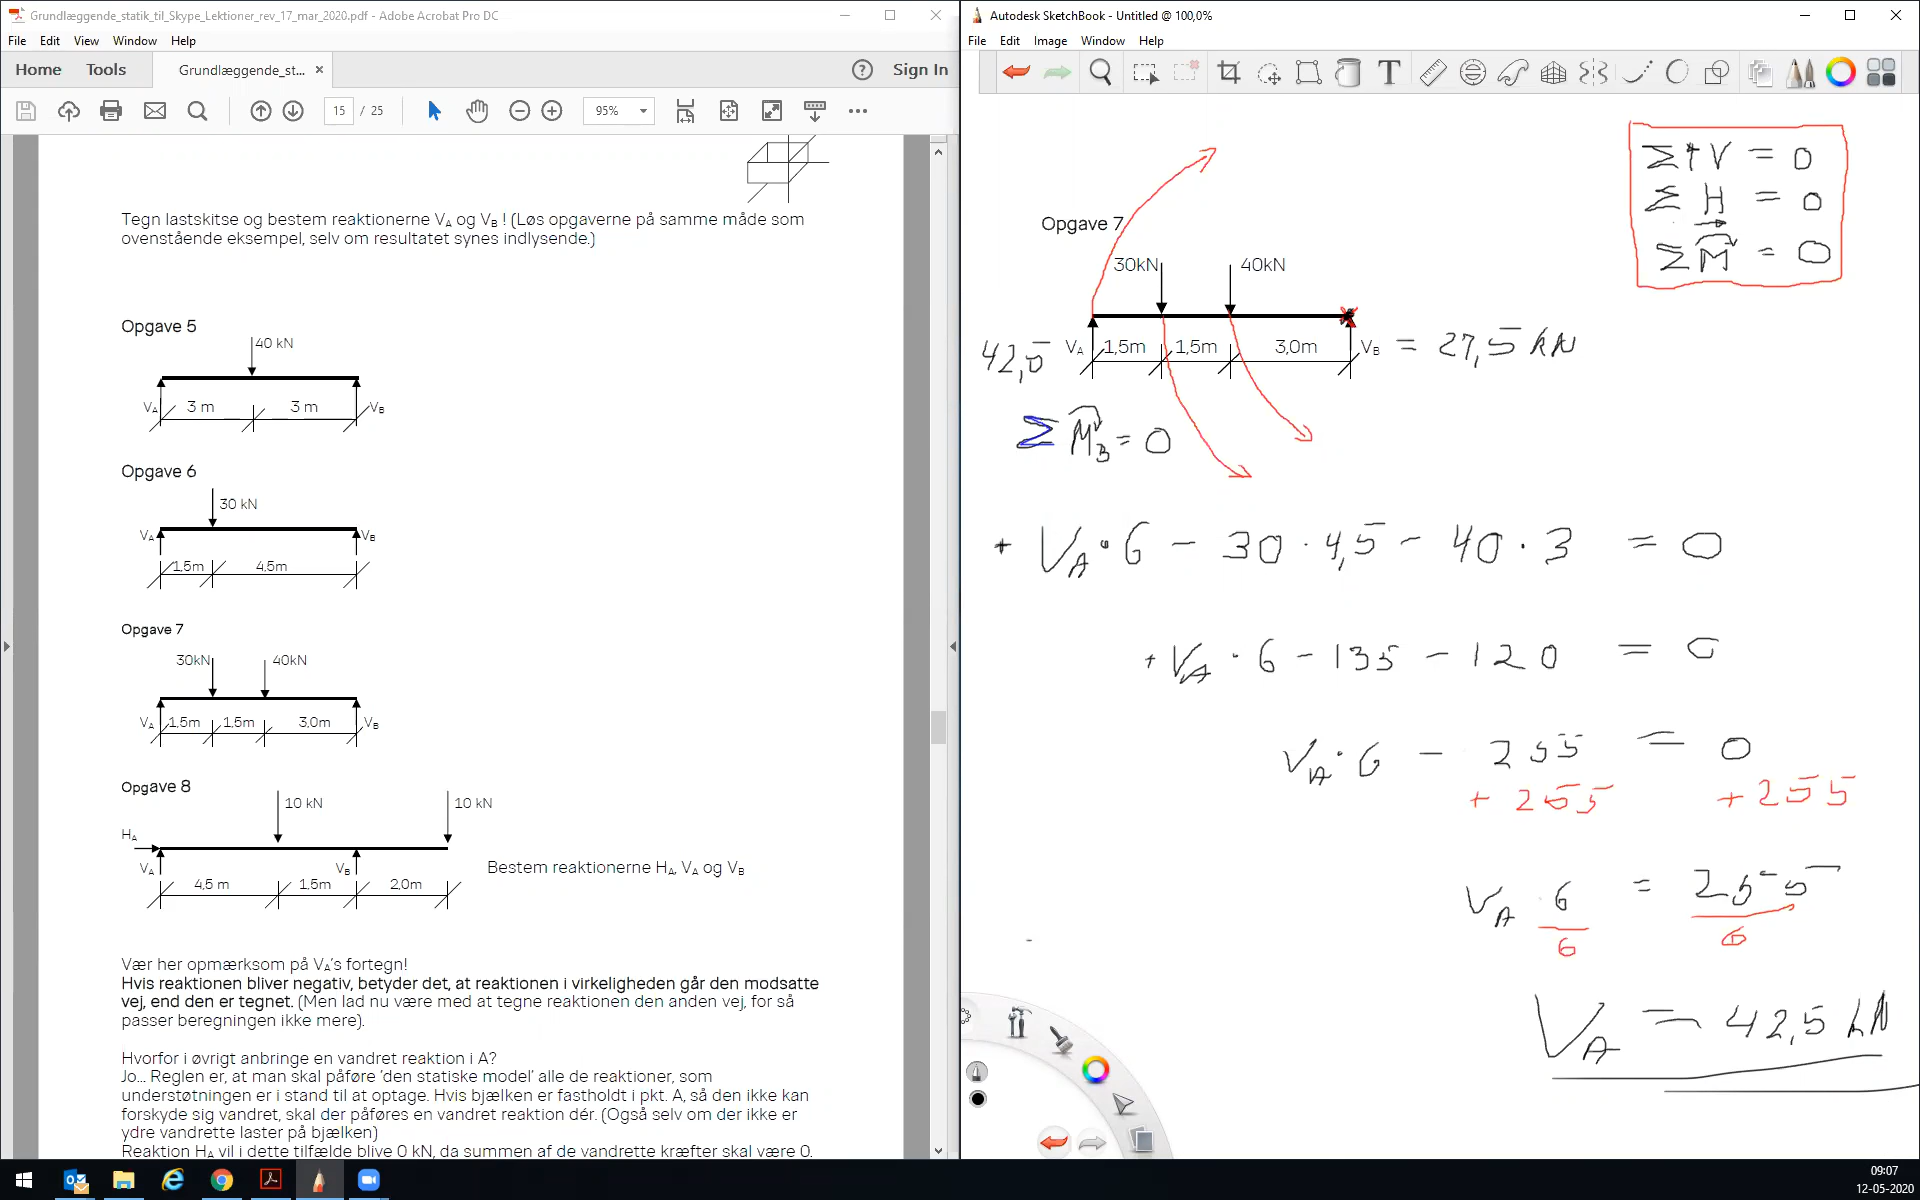 Grundlæggende_statik_til_Skype_Lektioner_rev_17_mar_2020.pdf - Adobe Acrobat Pro DC
File Edit View Window Help
Home Tools Grundlæggende_st... × Sign In
15 / 25 95%
Tegn lastskitse og bestem reaktionerne VA og VB ! (Løs opgaverne på samme måde som
ovenstående eksempel, selv om resultatet synes indlysende.)
Opgave 5
40 kN
VA 3 m 3 m VB
Opgave 6
30 kN
VA VB
1,5m 4,5m
Opgave 7
30kN 40kN
VA 1,5m 1,5m 3,0m VB
Opgave 8
10 kN 10 kN
HA
VA VB
4,5 m 1,5m 2,0m
Bestem reaktionerne HA, VA og VB
Vær her opmærksom på VA's fortegn!
Hvis reaktionen bliver negativ, betyder det, at reaktionen i virkeligheden går den modsatte
vej, end den er tegnet. (Men lad nu være med at tegne reaktionen den anden vej, for så
passer beregningen ikke mere).
Hvorfor i øvrigt anbringe en vandret reaktion i A?
Jo... Reglen er, at man skal påføre 'den statiske model' alle de reaktioner, som
understøtningen er i stand til at optage. Hvis bjælken er fastholdt i pkt. A, så den ikke kan
forskyde sig vandret, skal der påføres en vandret reaktion dér. (Også selv om der ikke er
ydre vandrette laster på bjælken)
Reaktion HA vil i dette tilfælde blive 0 kN, da summen af de vandrette kræfter skal være 0.
Autodesk SketchBook - Untitled @ 100,0%
File Edit Image Window Help
Σ↑V = 0
Σ H = 0
Σ M = 0
Opgave 7
30kN 40kN
42,5 VA 1,5m 1,5m 3,0m VB = 27,5 kN
Σ MB = 0
+ VA · 6 - 30 · 4,5 - 40 · 3 = 0
+ VA · 6 - 135 - 120 = 0
VA · 6 - 255 = 0
+ 255 + 255
VA · 6 = 255
6 6
VA = 42,5 kN
09:07
12-05-2020